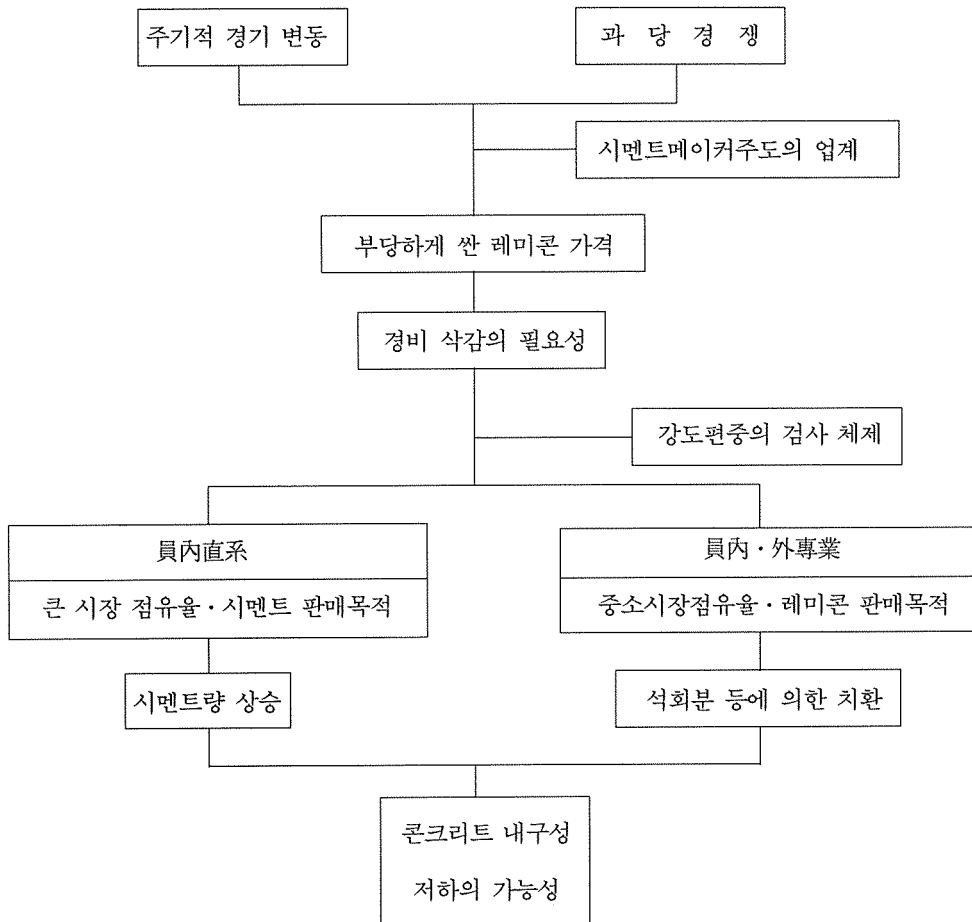 주기적 경기 변동
과 당 경 쟁
시멘트메이커주도의 업계
부당하게 싼 레미콘 가격
경비 삭감의 필요성
강도편중의 검사 체제
員內直系
員內·外專業
큰 시장 점유율·시멘트 판매목적
중소시장점유율·레미콘 판매목적
시멘트량 상승
석회분 등에 의한 치환
콘크리트 내구성
저하의 가능성